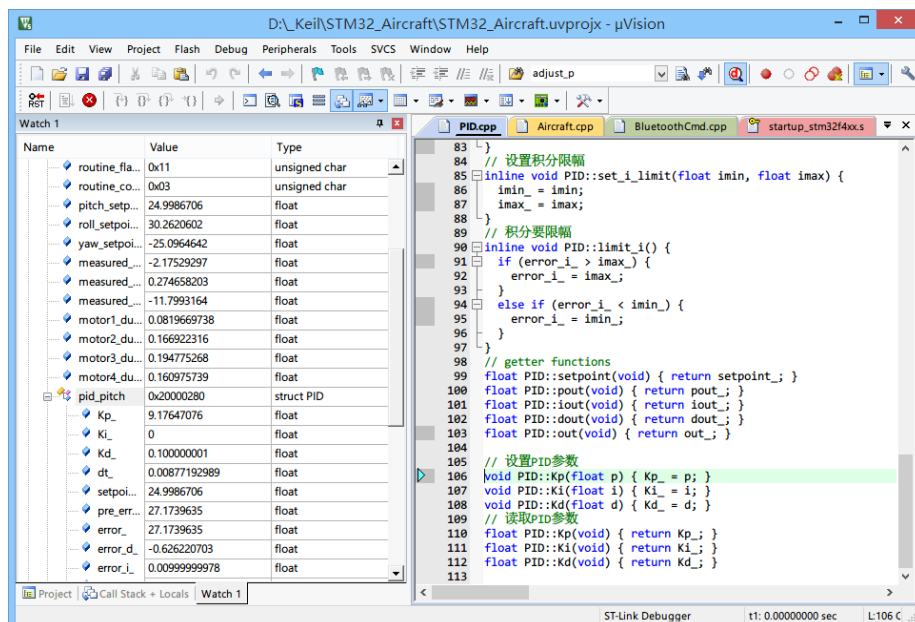 D:\_Keil\STM32_Aircraft\STM32_Aircraft.uvprojx - µVision
File Edit View Project Flash Debug Peripherals Tools SVCS Window Help
adjust_p
RST
Watch 1
Name Value Type
routine_fla... 0x11 unsigned char
routine_co... 0x03 unsigned char
pitch_setp... 24.9986706 float
roll_setpoi... 30.2620602 float
yaw_setpoi... -25.0964642 float
measured_... -2.17529297 float
measured_... 0.274658203 float
measured_... -11.7993164 float
motor1_du... 0.0819669738 float
motor2_du... 0.166922316 float
motor3_du... 0.194775268 float
motor4_du... 0.160975739 float
pid_pitch 0x20000280 struct PID
Kp_ 9.17647076 float
Ki_ 0 float
Kd_ 0.100000001 float
dt_ 0.00877192989 float
setpoi... 24.9986706 float
pre_err... 27.1739635 float
error_ 27.1739635 float
error_d_ -0.626220703 float
error_i_ 0.00999999978 float
Project Call Stack + Locals Watch 1
PID.cpp Aircraft.cpp BluetoothCmd.cpp startup_stm32f4xx.s
83 }
84 // 设置积分限幅
85 inline void PID::set_i_limit(float imin, float imax) {
86 imin_ = imin;
87 imax_ = imax;
88 }
89 // 积分要限幅
90 inline void PID::limit_i() {
91 if (error_i_ > imax_) {
92 error_i_ = imax_;
93 }
94 else if (error_i_ < imin_) {
95 error_i_ = imin_;
96 }
97 }
98 // getter functions
99 float PID::setpoint(void) { return setpoint_; }
100 float PID::pout(void) { return pout_; }
101 float PID::iout(void) { return iout_; }
102 float PID::dout(void) { return dout_; }
103 float PID::out(void) { return out_; }
104
105 // 设置PID参数
106 void PID::Kp(float p) { Kp_ = p; }
107 void PID::Ki(float i) { Ki_ = i; }
108 void PID::Kd(float d) { Kd_ = d; }
109 // 读取PID参数
110 float PID::Kp(void) { return Kp_; }
111 float PID::Ki(void) { return Ki_; }
112 float PID::Kd(void) { return Kd_; }
113
ST-Link Debugger t1: 0.00000000 sec L:106 C